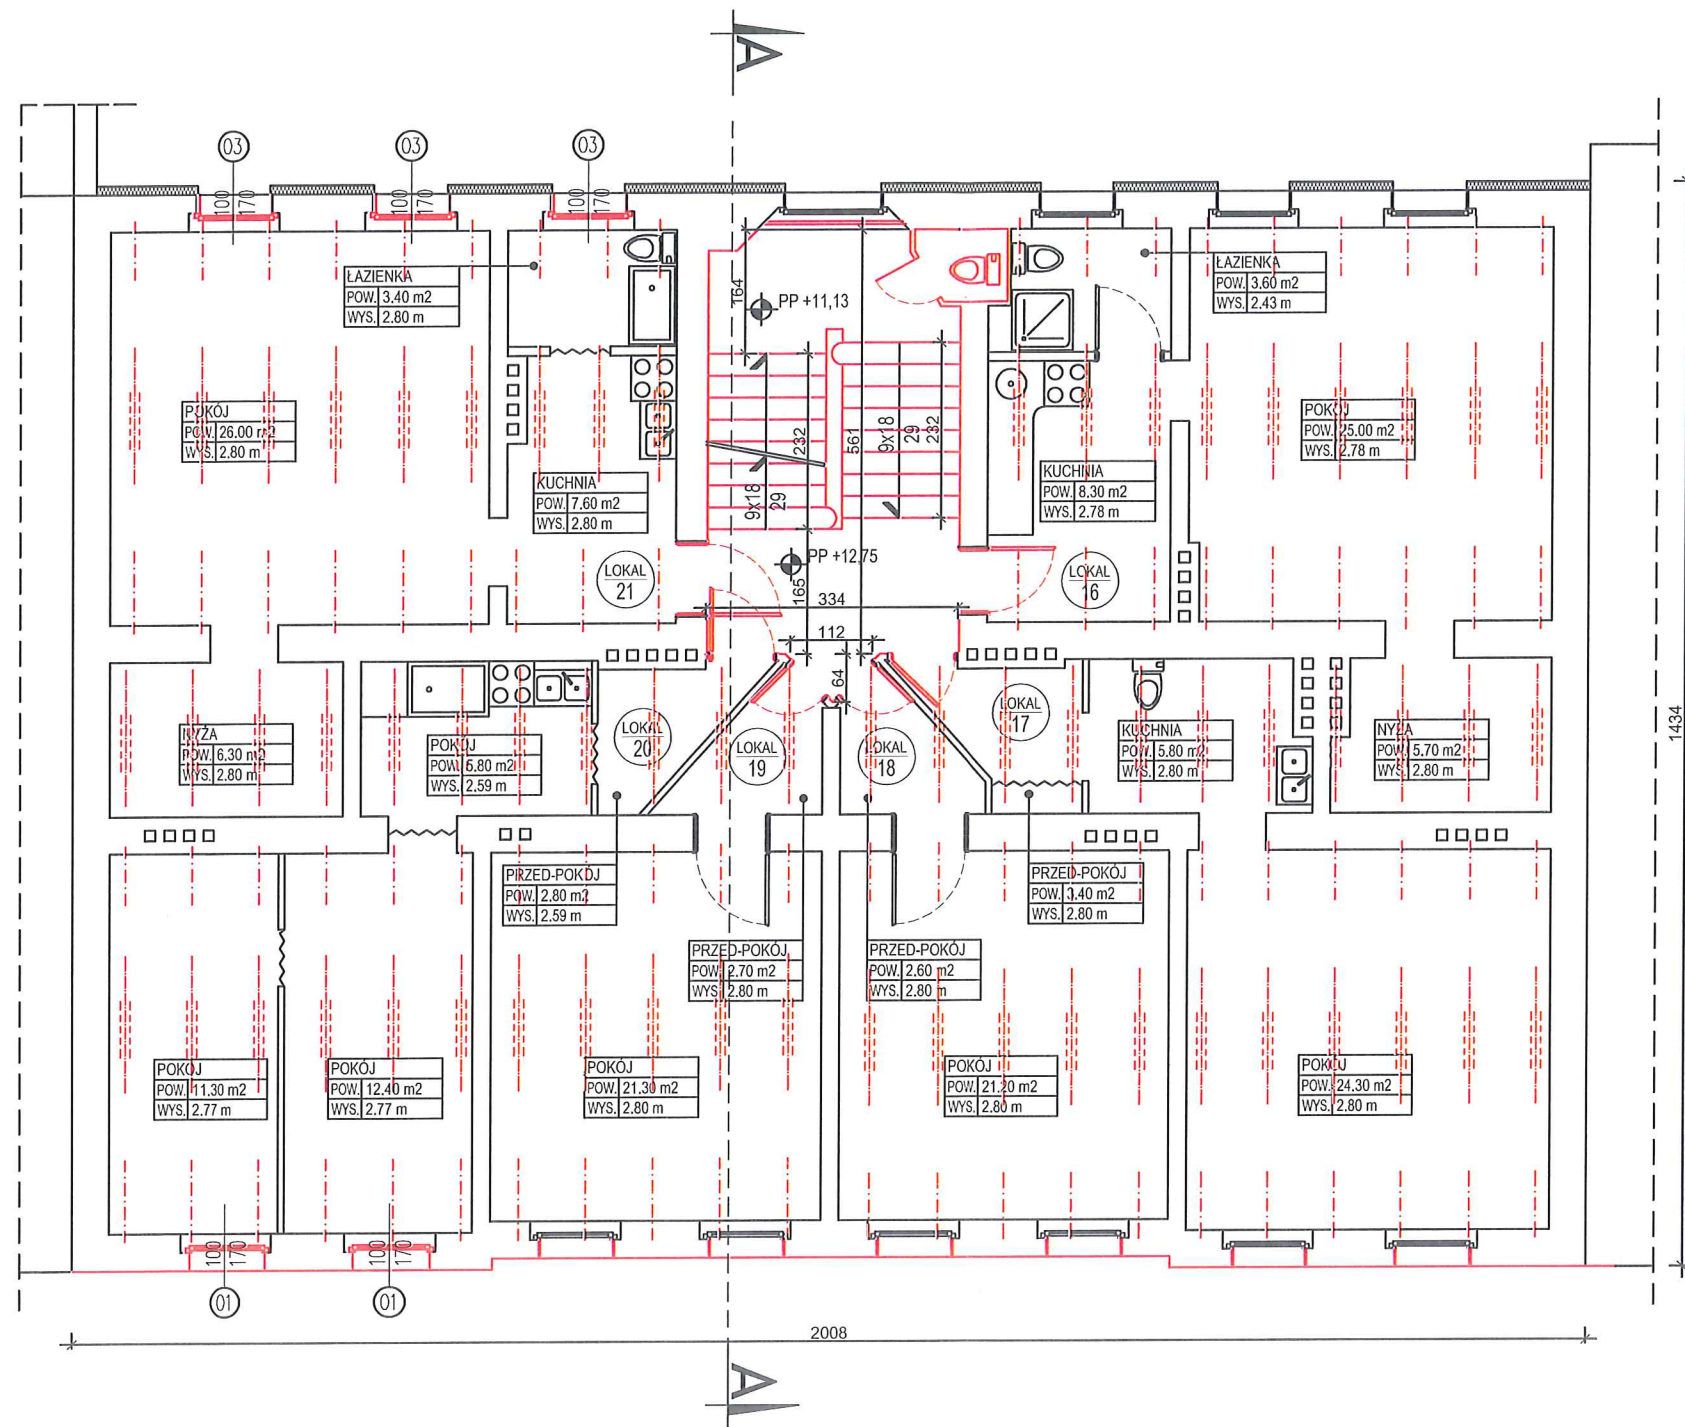 A
03
03
03
100
170
100
170
100
170
ŁAZIENKA
POW. 3.40 m2
WYS. 2.80 m
ŁAZIENKA
POW. 3.60 m2
WYS. 2.43 m
164
PP +11,13
POKÓJ
POW. 26.00 m2
WYS. 2.80 m
POKÓJ
POW. 25.00 m2
WYS. 2.78 m
232
561
9x18
29
232
KUCHNIA
POW. 7.60 m2
WYS. 2.80 m
9x18
29
KUCHNIA
POW. 8.30 m2
WYS. 2.78 m
LOKAL
21
PP +12,75
165
334
LOKAL
16
112
64
NYŻA
POW. 6.30 m2
WYS. 2.80 m
POKÓJ
POW. 5.80 m2
WYS. 2.59 m
LOKAL
20
LOKAL
19
LOKAL
18
LOKAL
17
KUCHNIA
POW. 5.80 m2
WYS. 2.80 m
NYŻA
POW. 5.70 m2
WYS. 2.80 m
1434
PRZED-POKÓJ
POW. 2.80 m2
WYS. 2.59 m
PRZED-POKÓJ
POW. 3.40 m2
WYS. 2.80 m
PRZED-POKÓJ
POW. 2.70 m2
WYS. 2.80 m
PRZED-POKÓJ
POW. 2.60 m2
WYS. 2.80 m
POKÓJ
POW. 11.30 m2
WYS. 2.77 m
POKÓJ
POW. 12.40 m2
WYS. 2.77 m
POKÓJ
POW. 21.30 m2
WYS. 2.80 m
POKÓJ
POW. 21.20 m2
WYS. 2.80 m
POKÓJ
POW. 24.30 m2
WYS. 2.80 m
100
170
100
170
01
01
2008
A